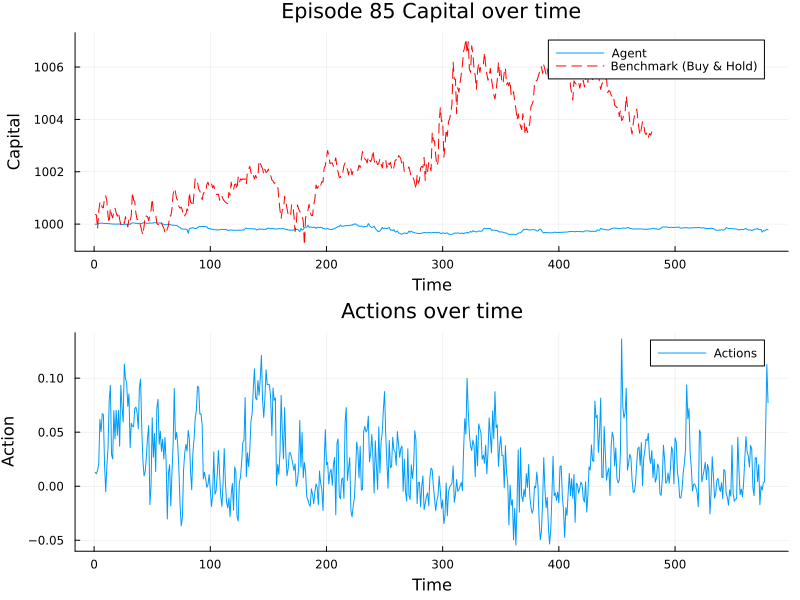 Episode 85 Capital over time
Agent
Benchmark (Buy & Hold)
1006
1004
1002
1000
Capital
0
100
200
300
400
500
Time
Actions over time
Actions
0.10
0.05
0.00
−0.05
Action
0
100
200
300
400
500
Time